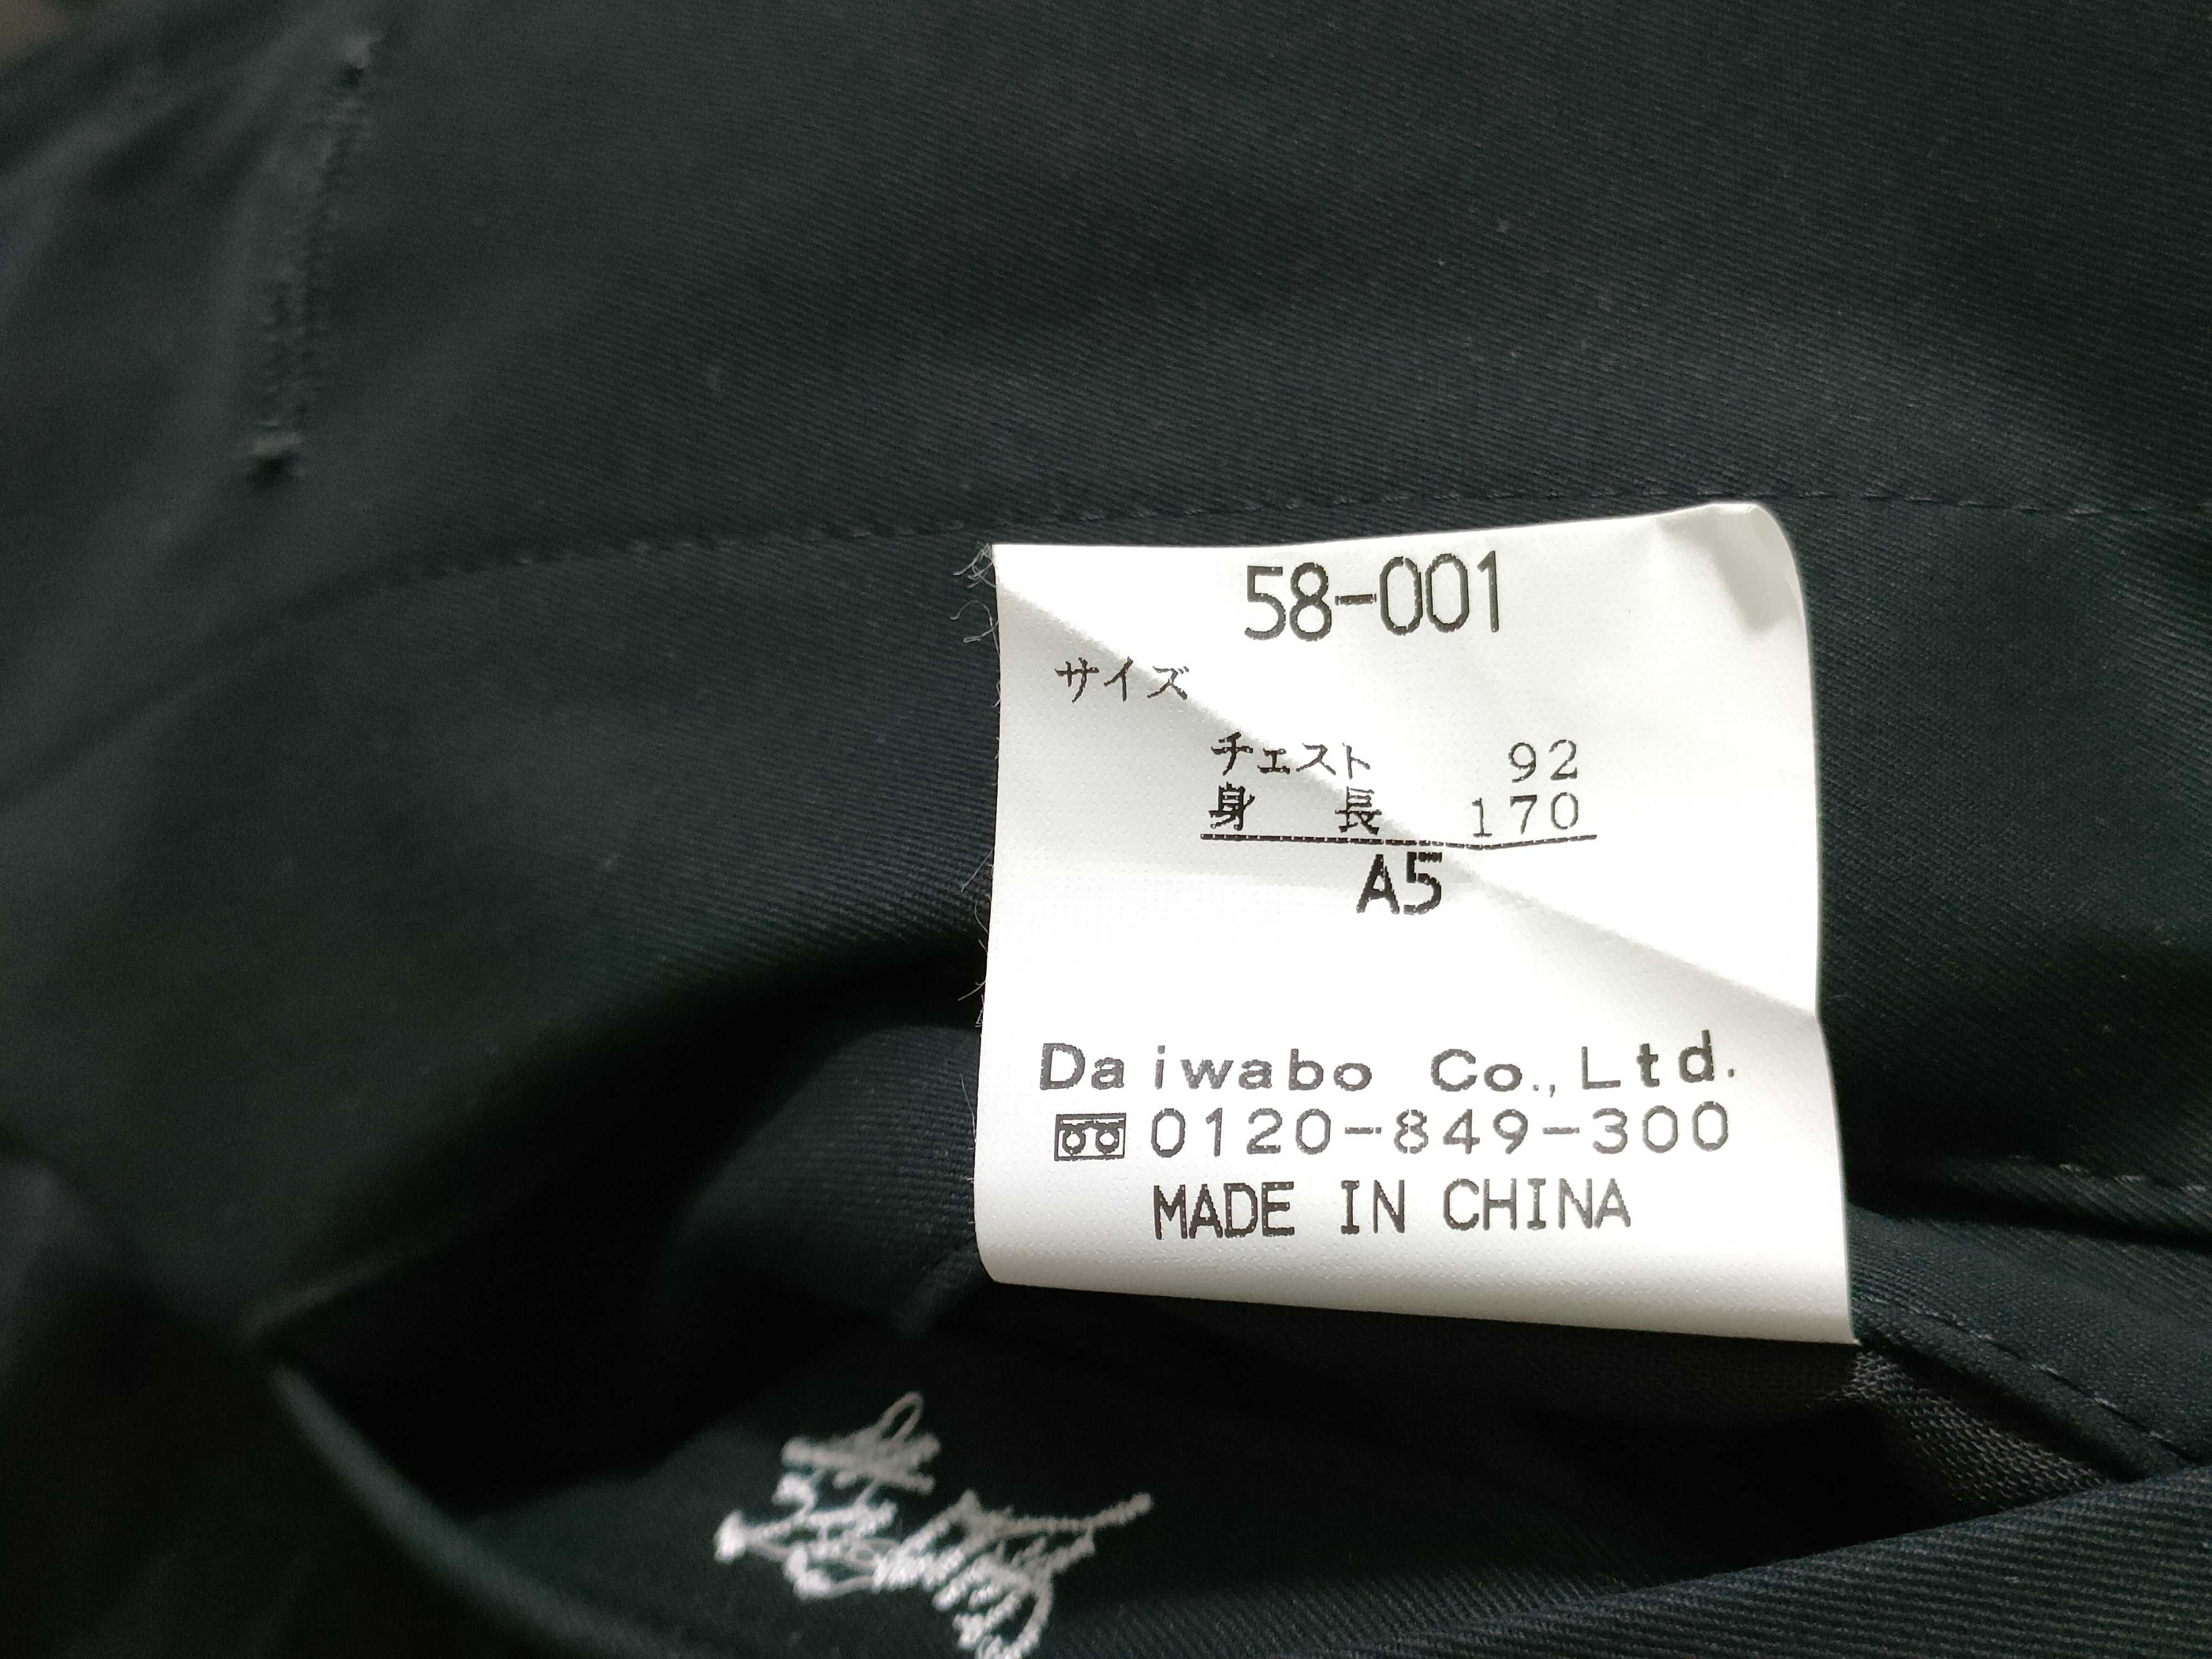 58-001
サイズ
チェスト 92
身長 170
A5
Daiwabo Co.,Ltd.
0120-849-300
MADE IN CHINA